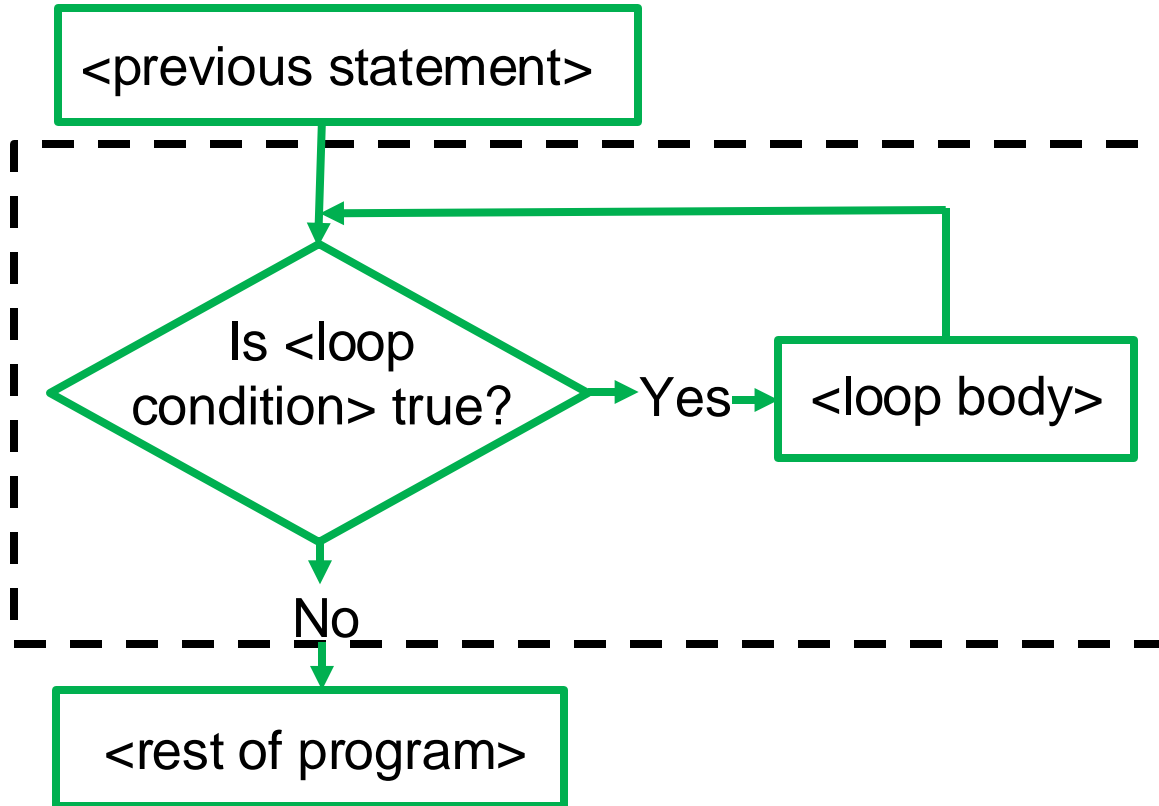 <previous statement>
Is <loop
condition> true?
Yes
<loop body>
No
<rest of program>